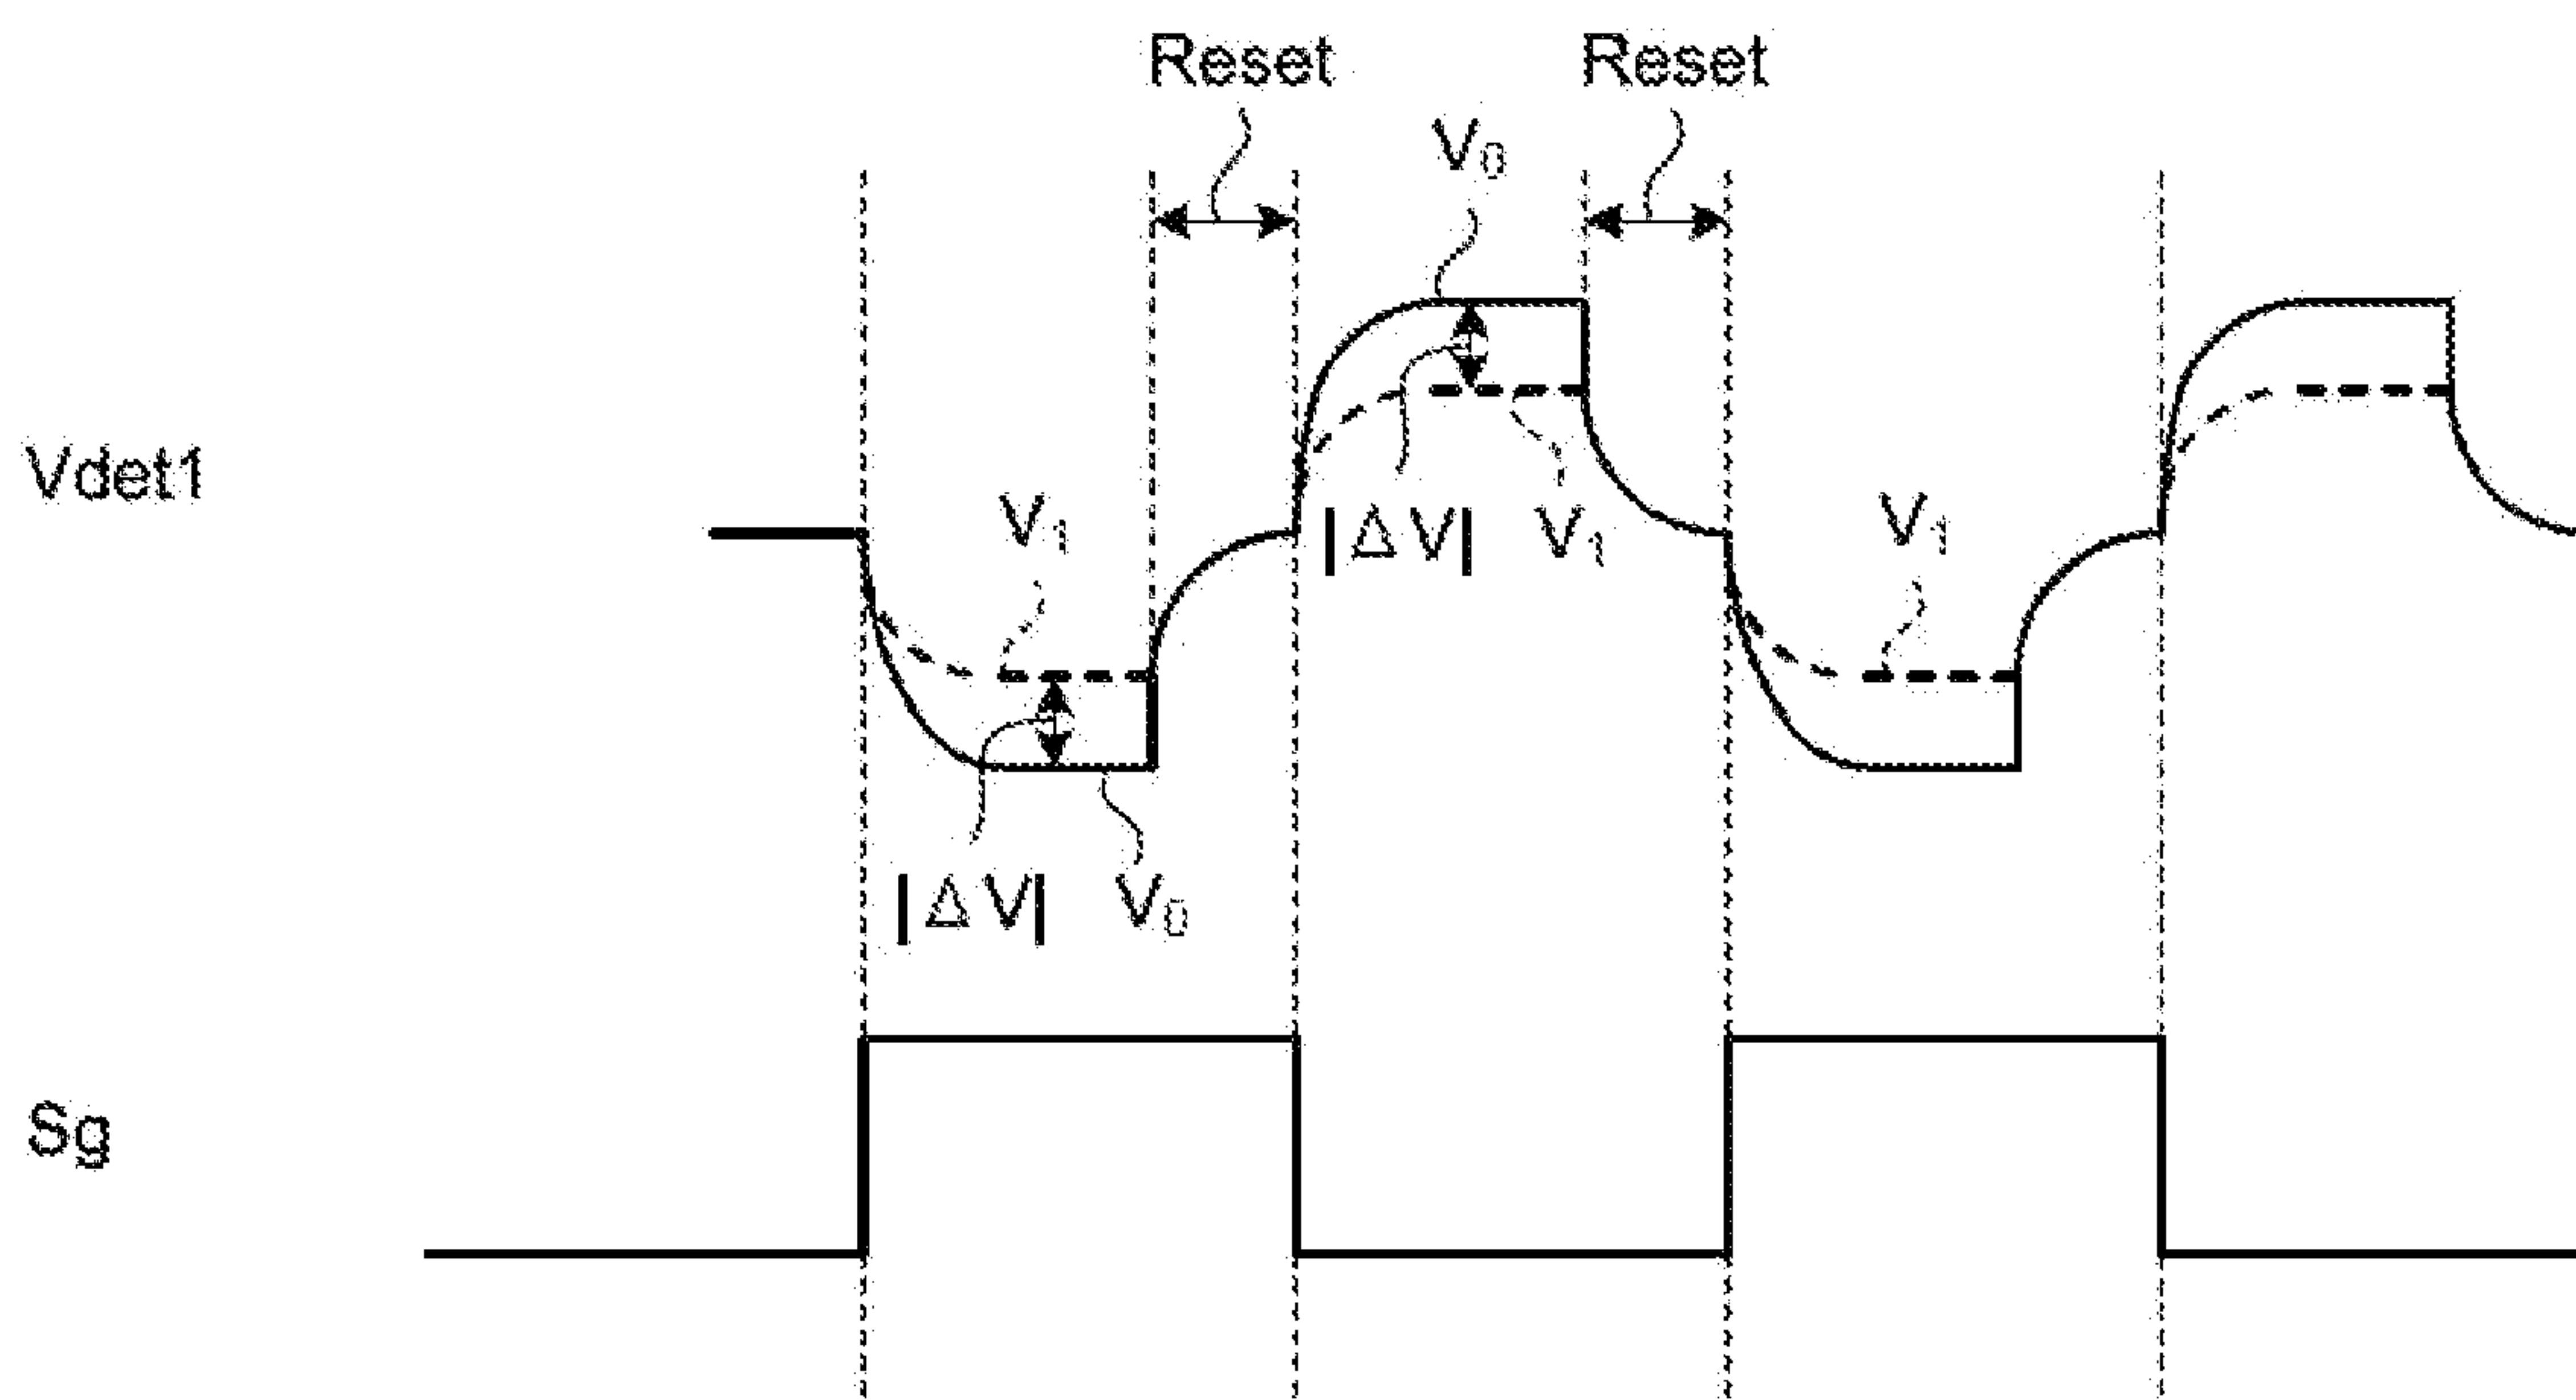 Reset Reset
V₀
Vdet1
V₁ |ΔV| V₁ V₁
|ΔV| V₀
Sg